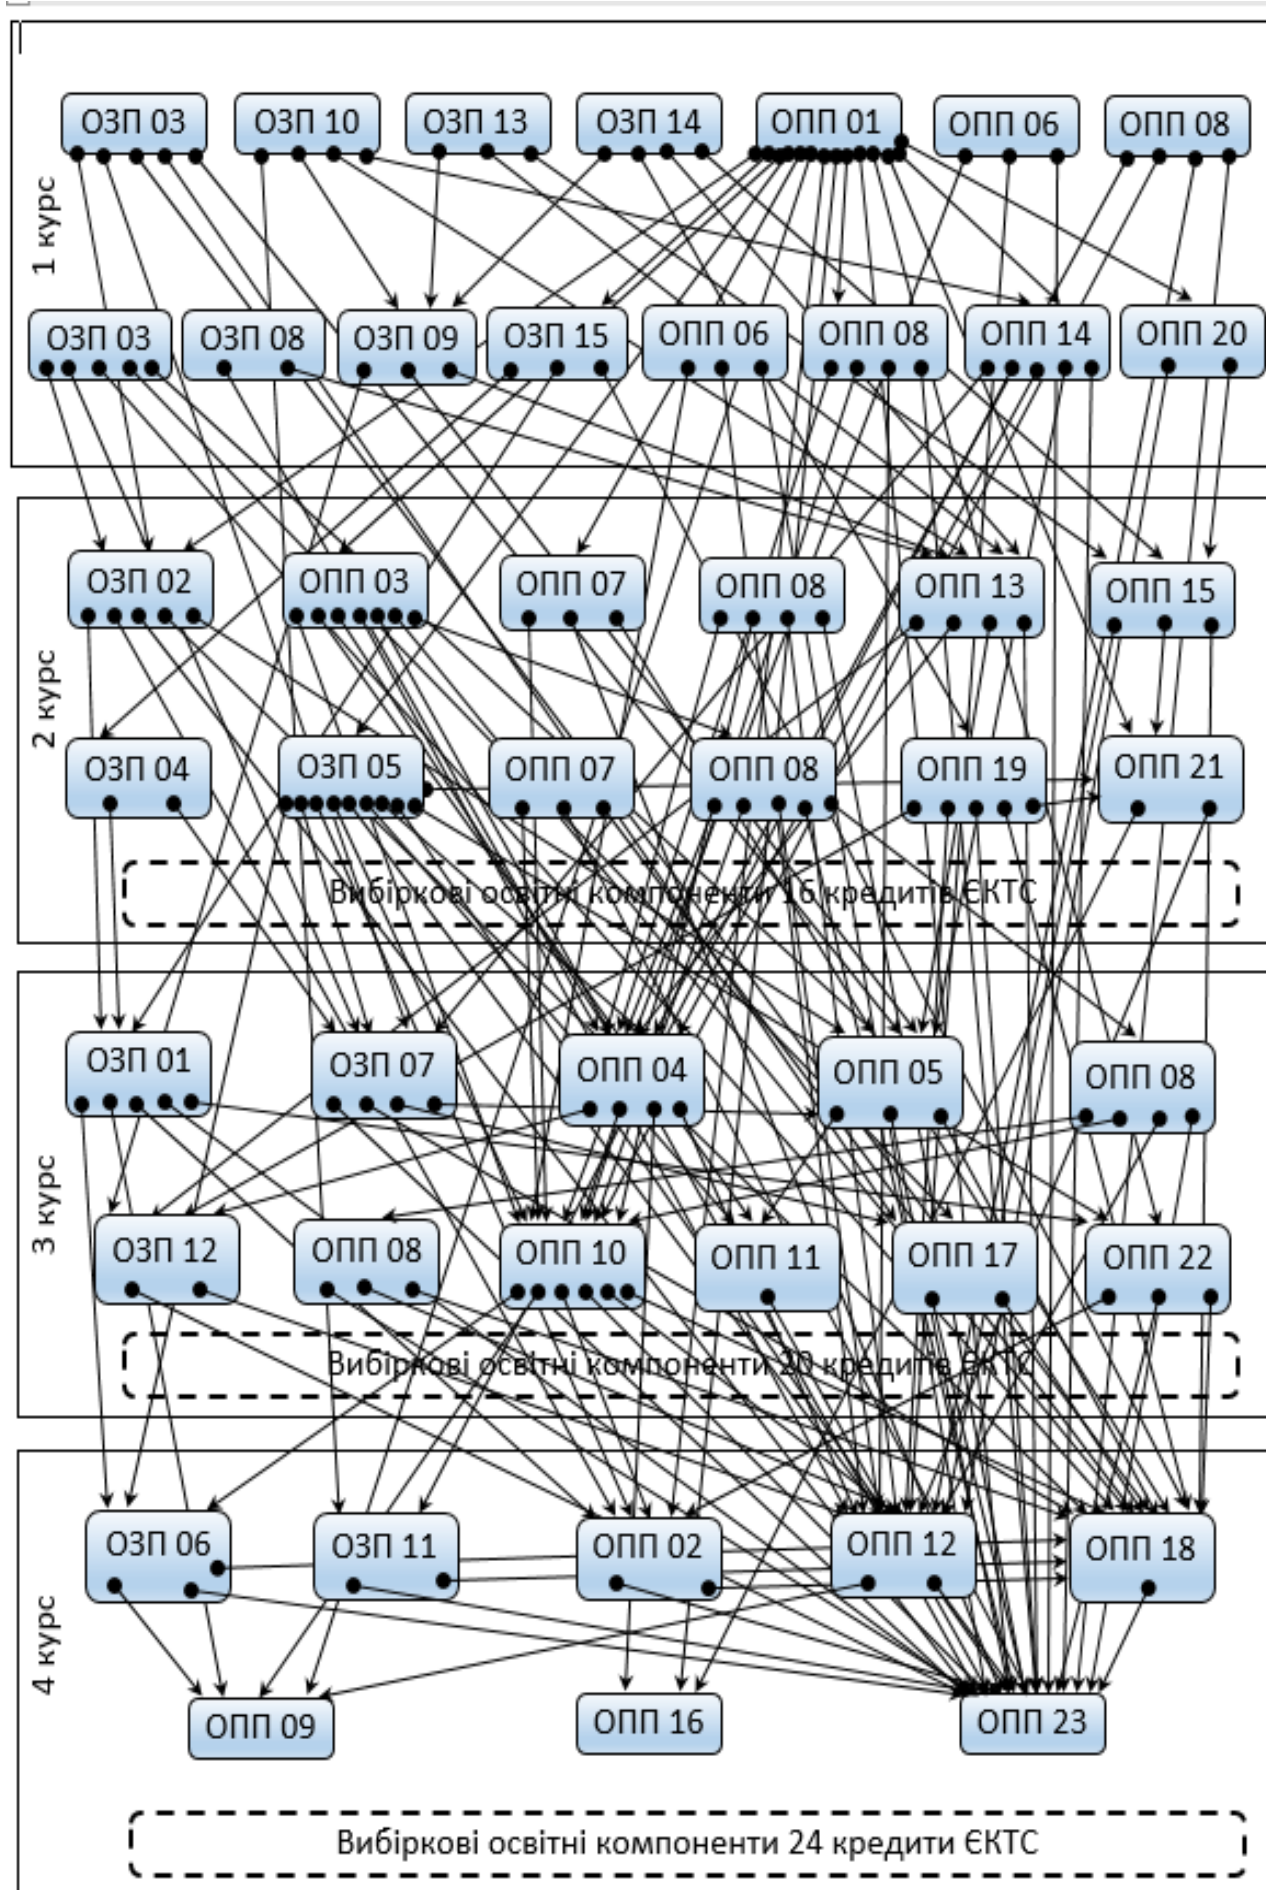 1 курс
ОЗП 03 ОЗП 10 ОЗП 13 ОЗП 14 ОПП 01 ОПП 06 ОПП 08
ОЗП 03 ОЗП 08 ОЗП 09 ОЗП 15 ОПП 06 ОПП 08 ОПП 14 ОПП 20
2 курс
ОЗП 02 ОПП 03 ОПП 07 ОПП 08 ОПП 13 ОПП 15
ОЗП 04 ОЗП 05 ОПП 07 ОПП 08 ОПП 19 ОПП 21
Вибіркові освітні компоненти 16 кредитів ЄКТС
3 курс
ОЗП 01 ОЗП 07 ОПП 04 ОПП 05 ОПП 08
ОЗП 12 ОПП 08 ОПП 10 ОПП 11 ОПП 17 ОПП 22
Вибіркові освітні компоненти 20 кредитів ЄКТС
4 курс
ОЗП 06 ОЗП 11 ОПП 02 ОПП 12 ОПП 18
ОПП 09 ОПП 16 ОПП 23
Вибіркові освітні компоненти 24 кредити ЄКТС